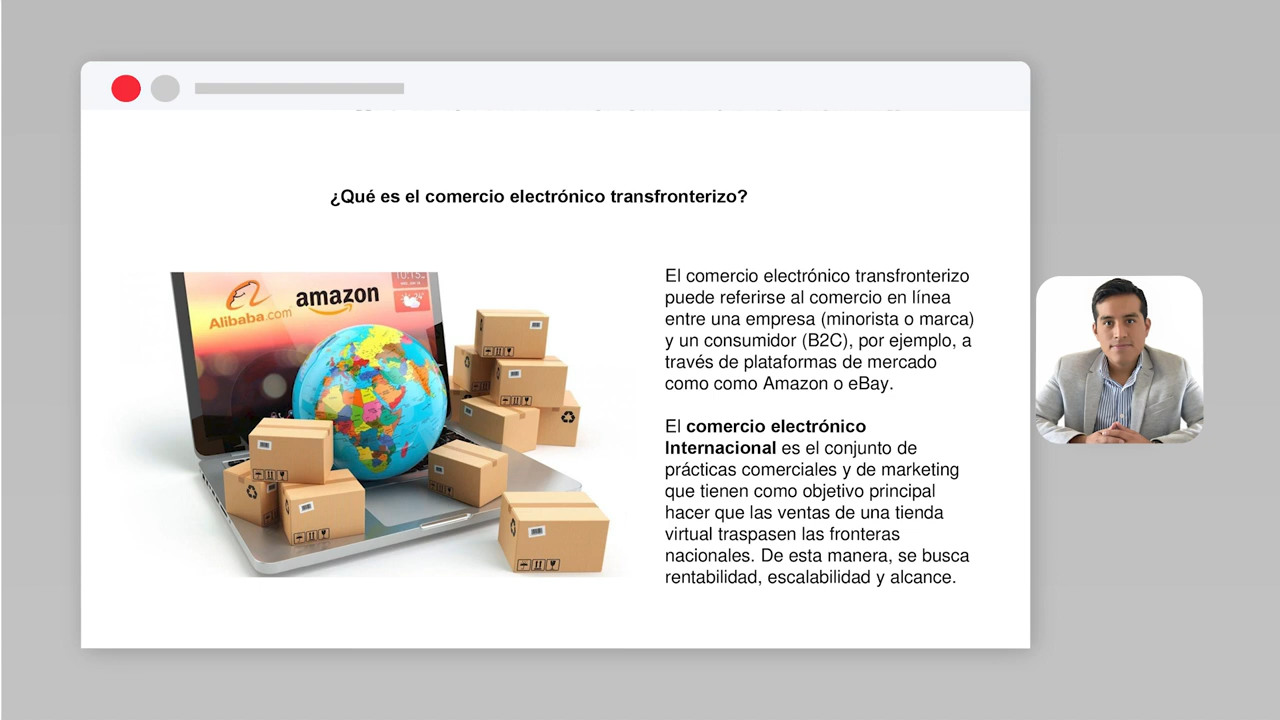 ¿Qué es el comercio electrónico transfronterizo?
Alibaba.com
amazon
El comercio electrónico transfronterizo
puede referirse al comercio en línea
entre una empresa (minorista o marca)
y un consumidor (B2C), por ejemplo, a
través de plataformas de mercado
como como Amazon o eBay.
El comercio electrónico
Internacional es el conjunto de
prácticas comerciales y de marketing
que tienen como objetivo principal
hacer que las ventas de una tienda
virtual traspasen las fronteras
nacionales. De esta manera, se busca
rentabilidad, escalabilidad y alcance.